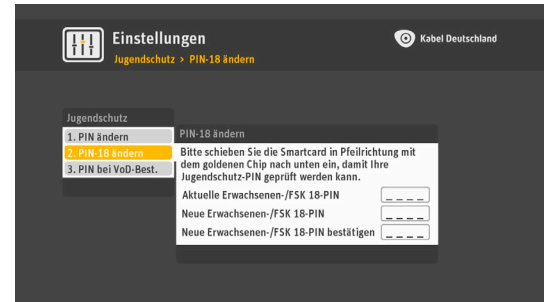 Einstellungen
Jugendschutz > PIN-18 ändern
Kabel Deutschland
Jugendschutz
1. PIN ändern
2. PIN-18 ändern
3. PIN bei VoD-Best.
PIN-18 ändern
Bitte schieben Sie die Smartcard in Pfeilrichtung mit
dem goldenen Chip nach unten ein, damit Ihre
Jugendschutz-PIN geprüft werden kann.
Aktuelle Erwachsenen-/FSK 18-PIN _ _ _ _
Neue Erwachsenen-/FSK 18-PIN _ _ _ _
Neue Erwachsenen-/FSK 18-PIN bestätigen _ _ _ _